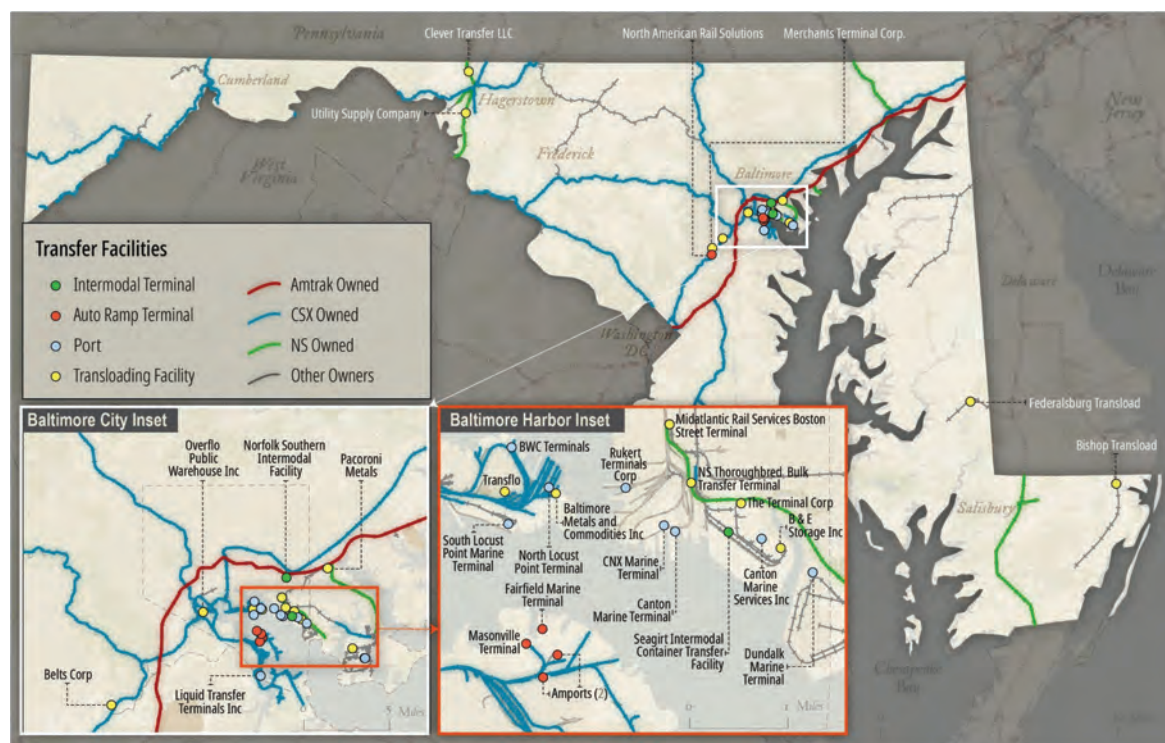 Pennsylvania
Clever Transfer LLC
North American Rail Solutions
Merchants Terminal Corp.
Cumberland
Hagerstown
Utility Supply Company
New
Jersey
West
Virginia
Frederick
Baltimore
Transfer Facilities
Intermodal Terminal
Amtrak Owned
Auto Ramp Terminal
CSX Owned
Port
NS Owned
Transloading Facility
Other Owners
Delaware
Delaware
Bay
Washington
DC
Federalsburg Transload
Bishop Transload
Salisbury
Chesapeake
Bay
Baltimore City Inset
Overflo
Public
Warehouse Inc
Norfolk Southern
Intermodal
Facility
Pacoroni
Metals
Belts Corp
Liquid Transfer
Terminals Inc
0
5
Miles
Baltimore Harbor Inset
Midatlantic Rail Services Boston
Street Terminal
BWC Terminals
Rukert
Terminals
Corp
Transflo
NS Thoroughbred Bulk
Transfer Terminal
The Terminal Corp
Baltimore
Metals and
Commodities Inc
B & E
Storage Inc
South Locust
Point Marine
Terminal
North Locust
Point Terminal
CNX Marine
Terminal
Canton
Marine
Services Inc
Fairfield Marine
Terminal
Canton
Marine Terminal
Masonville
Terminal
Seagirt Intermodal
Container Transfer
Facility
Dundalk
Marine
Terminal
Amports (2)
0
1
Miles